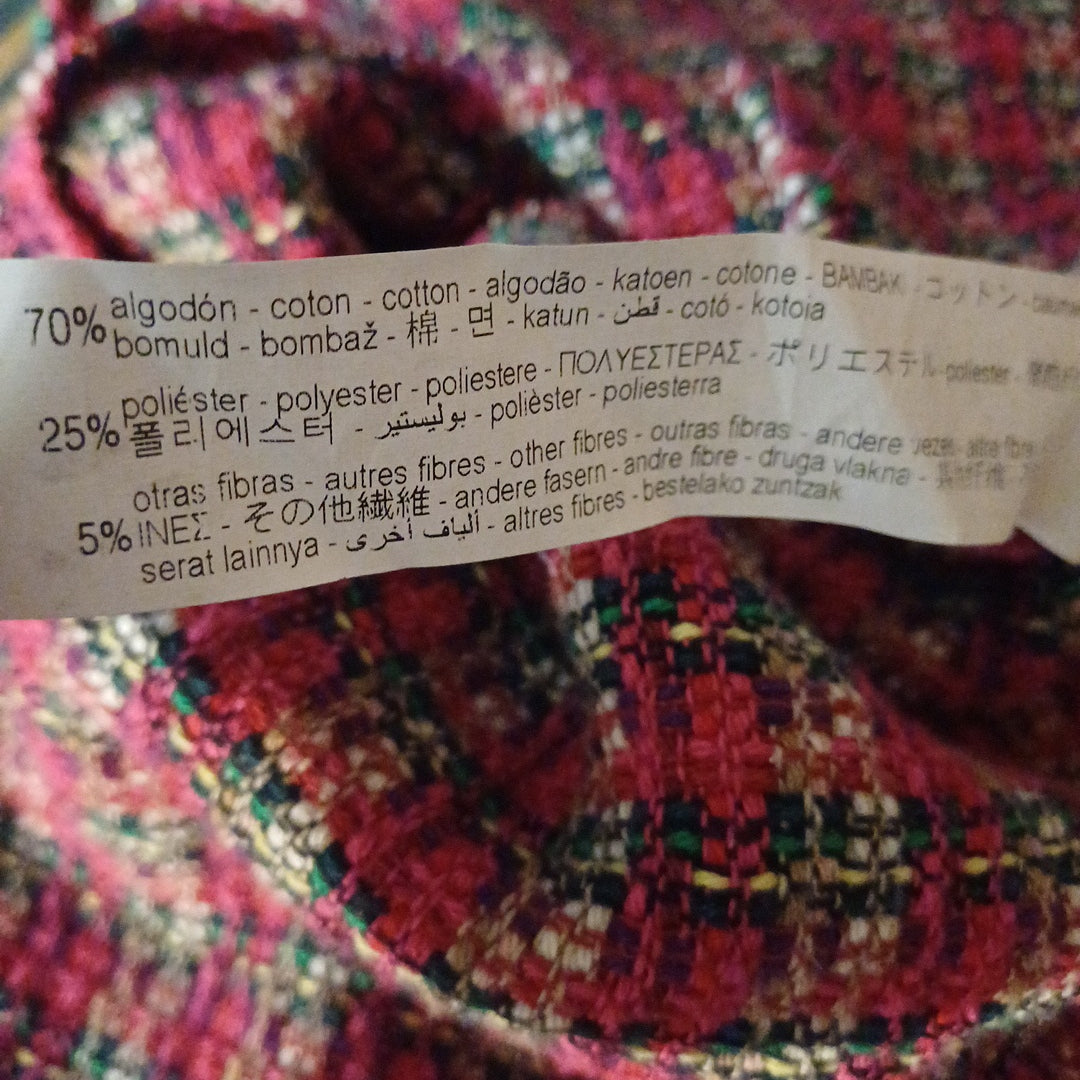 70% algodón - coton - cotton - algodão - katoen - cotone - BAMBAKI - コットン -
bomuld - bombaž - 棉 - 면 - katun - قطن - cotó - kotoia
25% poliéster - polyester - poliestere - ΠΟΛΥΕΣΤΕΡΑΣ - ポリエステル - poliester -
폴리에스터 - بوليستير - polièster - poliesterra
otras fibras - autres fibres - other fibres - outras fibras - andere vezels - altre fibre
5% ΙΝΕΣ - その他繊維 - andere fasern - andre fibre - druga vlakna -
serat lainnya - ألياف أخرى - altres fibres - bestelako zuntzak